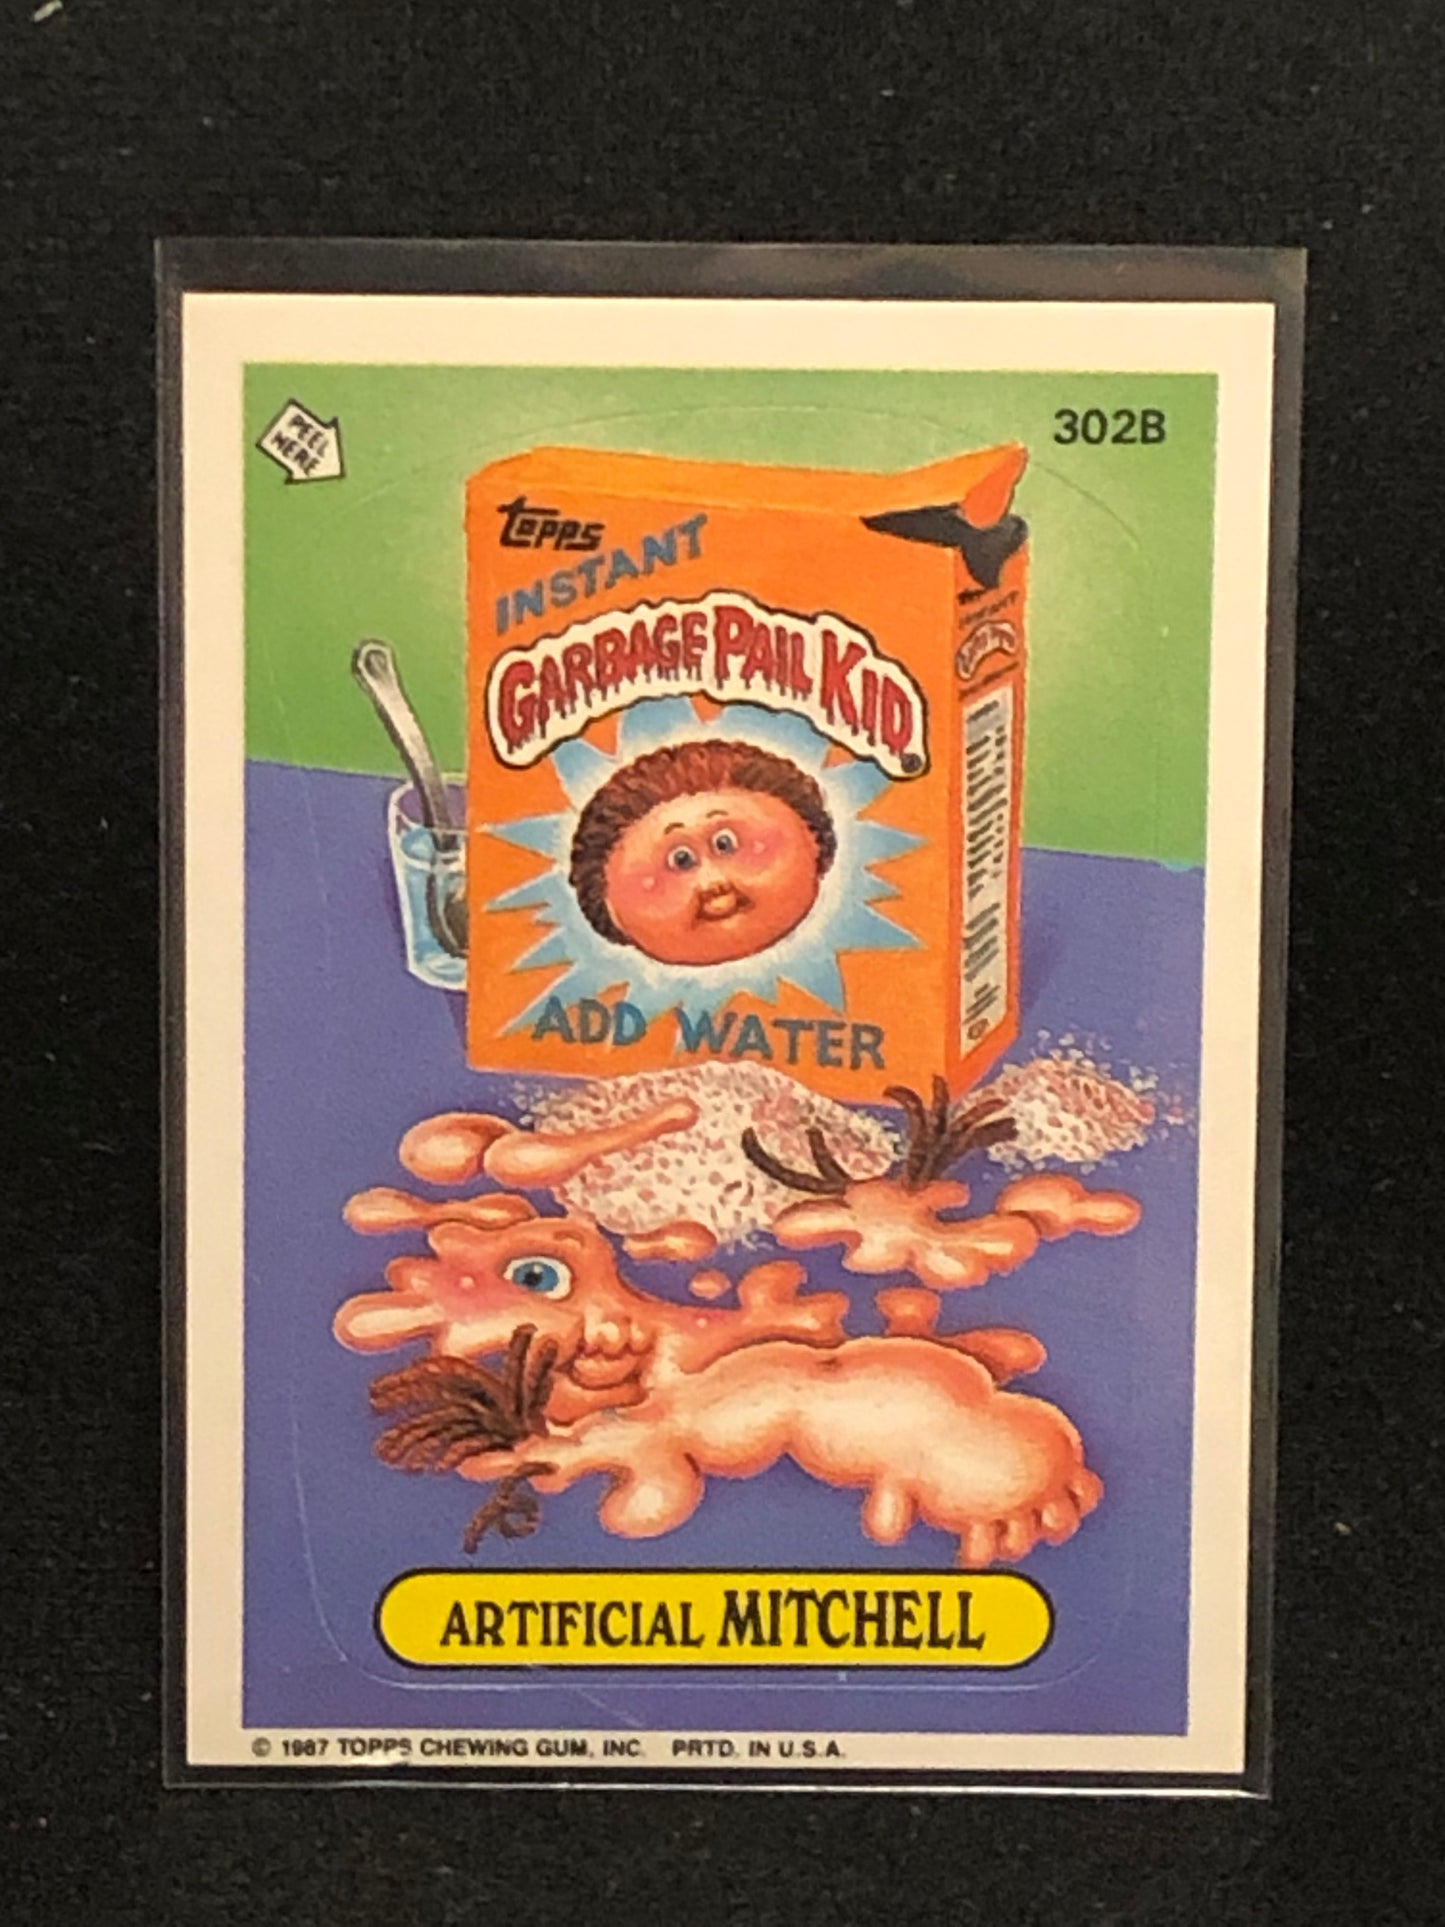 PEEL
HERE
302B
Topps
INSTANT
GARBAGE PAIL KID
ADD WATER
ARTIFICIAL MITCHELL
© 1987 TOPPS CHEWING GUM, INC. PRTD. IN U.S.A.